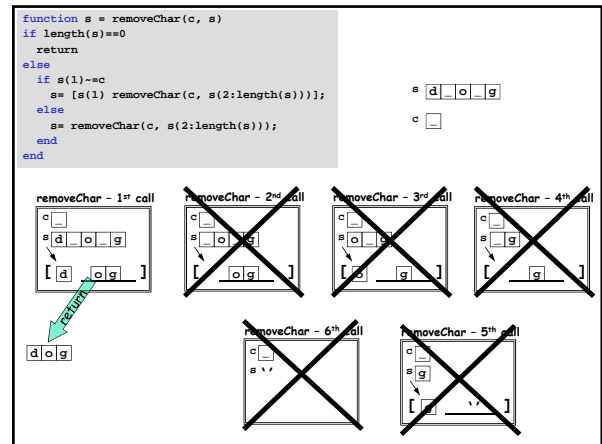 function s = removeChar(c, s)
if length(s)==0
return
else
if s(1)~=c
s= [s(1) removeChar(c, s(2:length(s)))];
else
s= removeChar(c, s(2:length(s)));
end
end
s d _ o _ g
c _
removeChar – 1st call
c _
s d _ o _ g
[ d o g ]
return
d o g
removeChar – 2nd call
c _
s _ o _ g
[ o g ]
removeChar – 3rd call
c _
s o _ g
[ o g ]
removeChar – 4th call
c _
s _ g
[ g ]
removeChar – 6th call
c _
s ‘’
removeChar – 5th call
c _
s g
[ g ‘’ ]